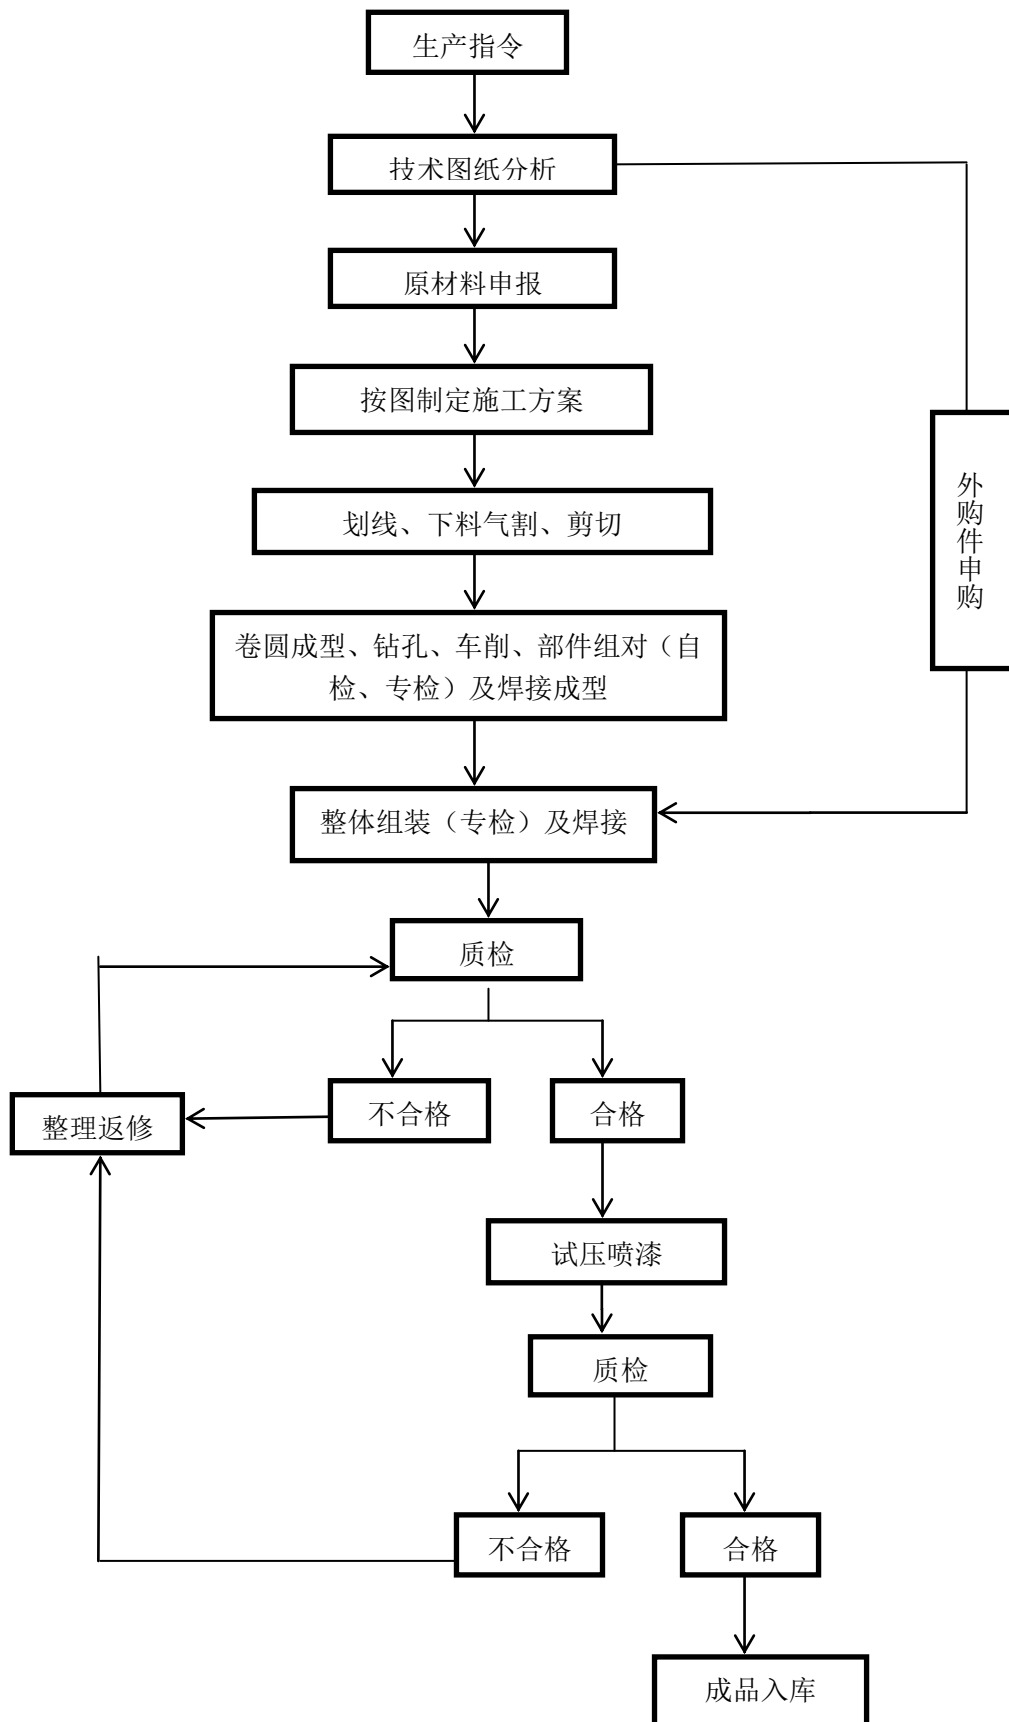 生产指令
技术图纸分析
原材料申报
按图制定施工方案
外购件申购
划线、下料气割、剪切
卷圆成型、钻孔、车削、部件组对（自
检、专检）及焊接成型
整体组装（专检）及焊接
质检
不合格
合格
整理返修
试压喷漆
质检
不合格
合格
成品入库